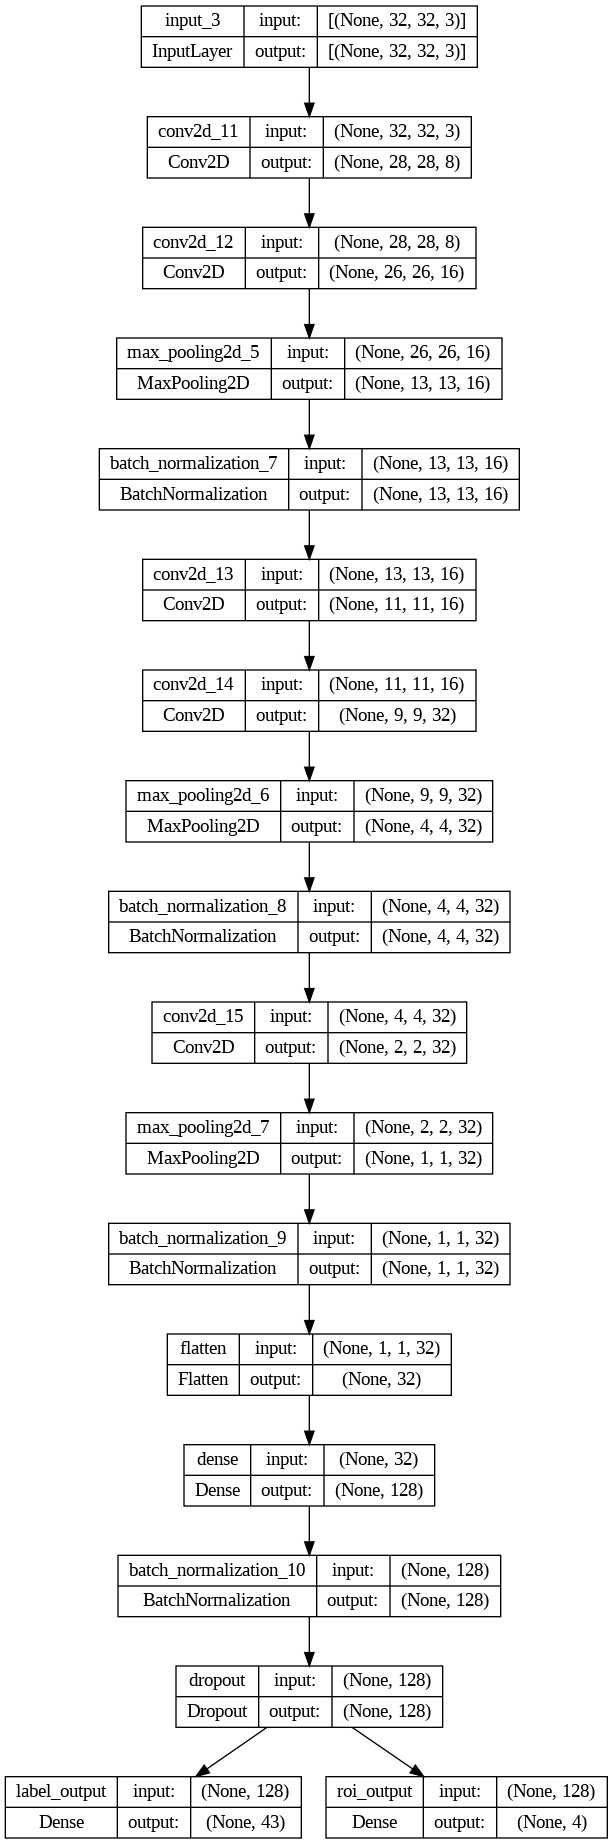 input_3 input: [(None, 32, 32, 3)]
InputLayer output: [(None, 32, 32, 3)]
conv2d_11 input: (None, 32, 32, 3)
Conv2D output: (None, 28, 28, 8)
conv2d_12 input: (None, 28, 28, 8)
Conv2D output: (None, 26, 26, 16)
max_pooling2d_5 input: (None, 26, 26, 16)
MaxPooling2D output: (None, 13, 13, 16)
batch_normalization_7 input: (None, 13, 13, 16)
BatchNormalization output: (None, 13, 13, 16)
conv2d_13 input: (None, 13, 13, 16)
Conv2D output: (None, 11, 11, 16)
conv2d_14 input: (None, 11, 11, 16)
Conv2D output: (None, 9, 9, 32)
max_pooling2d_6 input: (None, 9, 9, 32)
MaxPooling2D output: (None, 4, 4, 32)
batch_normalization_8 input: (None, 4, 4, 32)
BatchNormalization output: (None, 4, 4, 32)
conv2d_15 input: (None, 4, 4, 32)
Conv2D output: (None, 2, 2, 32)
max_pooling2d_7 input: (None, 2, 2, 32)
MaxPooling2D output: (None, 1, 1, 32)
batch_normalization_9 input: (None, 1, 1, 32)
BatchNormalization output: (None, 1, 1, 32)
flatten input: (None, 1, 1, 32)
Flatten output: (None, 32)
dense input: (None, 32)
Dense output: (None, 128)
batch_normalization_10 input: (None, 128)
BatchNormalization output: (None, 128)
dropout input: (None, 128)
Dropout output: (None, 128)
label_output input: (None, 128)
Dense output: (None, 43)
roi_output input: (None, 128)
Dense output: (None, 4)